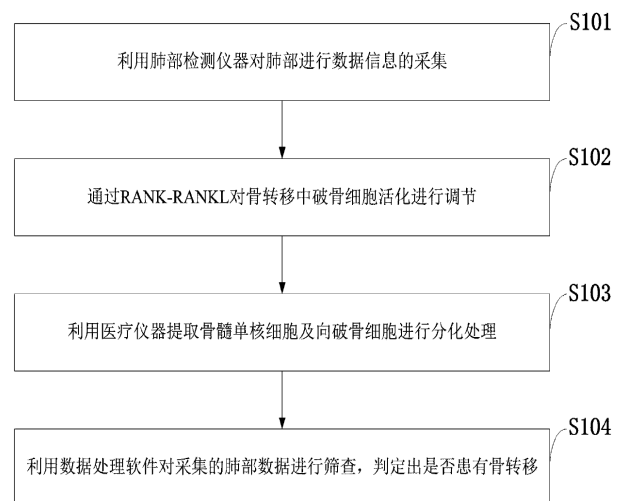 S101
利用肺部检测仪器对肺部进行数据信息的采集
S102
通过RANK-RANKL对骨转移中破骨细胞活化进行调节
S103
利用医疗仪器提取骨髓单核细胞及向破骨细胞进行分化处理
S104
利用数据处理软件对采集的肺部数据进行筛查，判定出是否患有骨转移